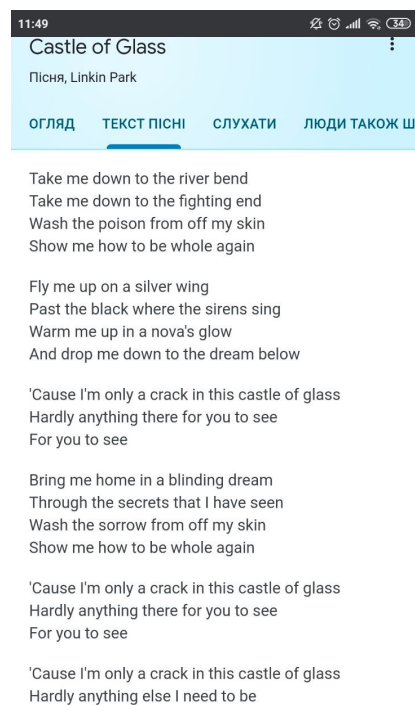 11:49
34
Castle of Glass
Пісня, Linkin Park
ОГЛЯД ТЕКСТ ПІСНІ СЛУХАТИ ЛЮДИ ТАКОЖ Ш
Take me down to the river bend
Take me down to the fighting end
Wash the poison from off my skin
Show me how to be whole again
Fly me up on a silver wing
Past the black where the sirens sing
Warm me up in a nova's glow
And drop me down to the dream below
'Cause I'm only a crack in this castle of glass
Hardly anything there for you to see
For you to see
Bring me home in a blinding dream
Through the secrets that I have seen
Wash the sorrow from off my skin
Show me how to be whole again
'Cause I'm only a crack in this castle of glass
Hardly anything there for you to see
For you to see
'Cause I'm only a crack in this castle of glass
Hardly anything else I need to be